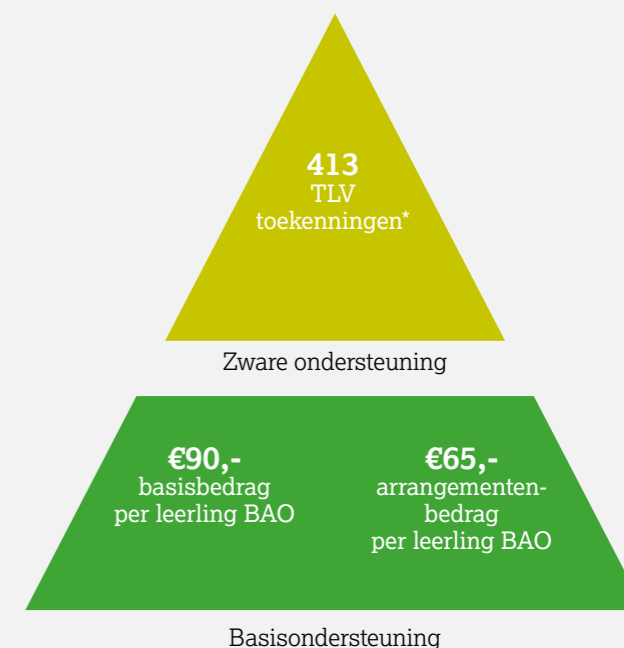 413
TLV
toekenningen*
Zware ondersteuning
€90,-
basisbedrag
per leerling BAO
€65,-
arrangementen-
bedrag
per leerling BAO
Basisondersteuning